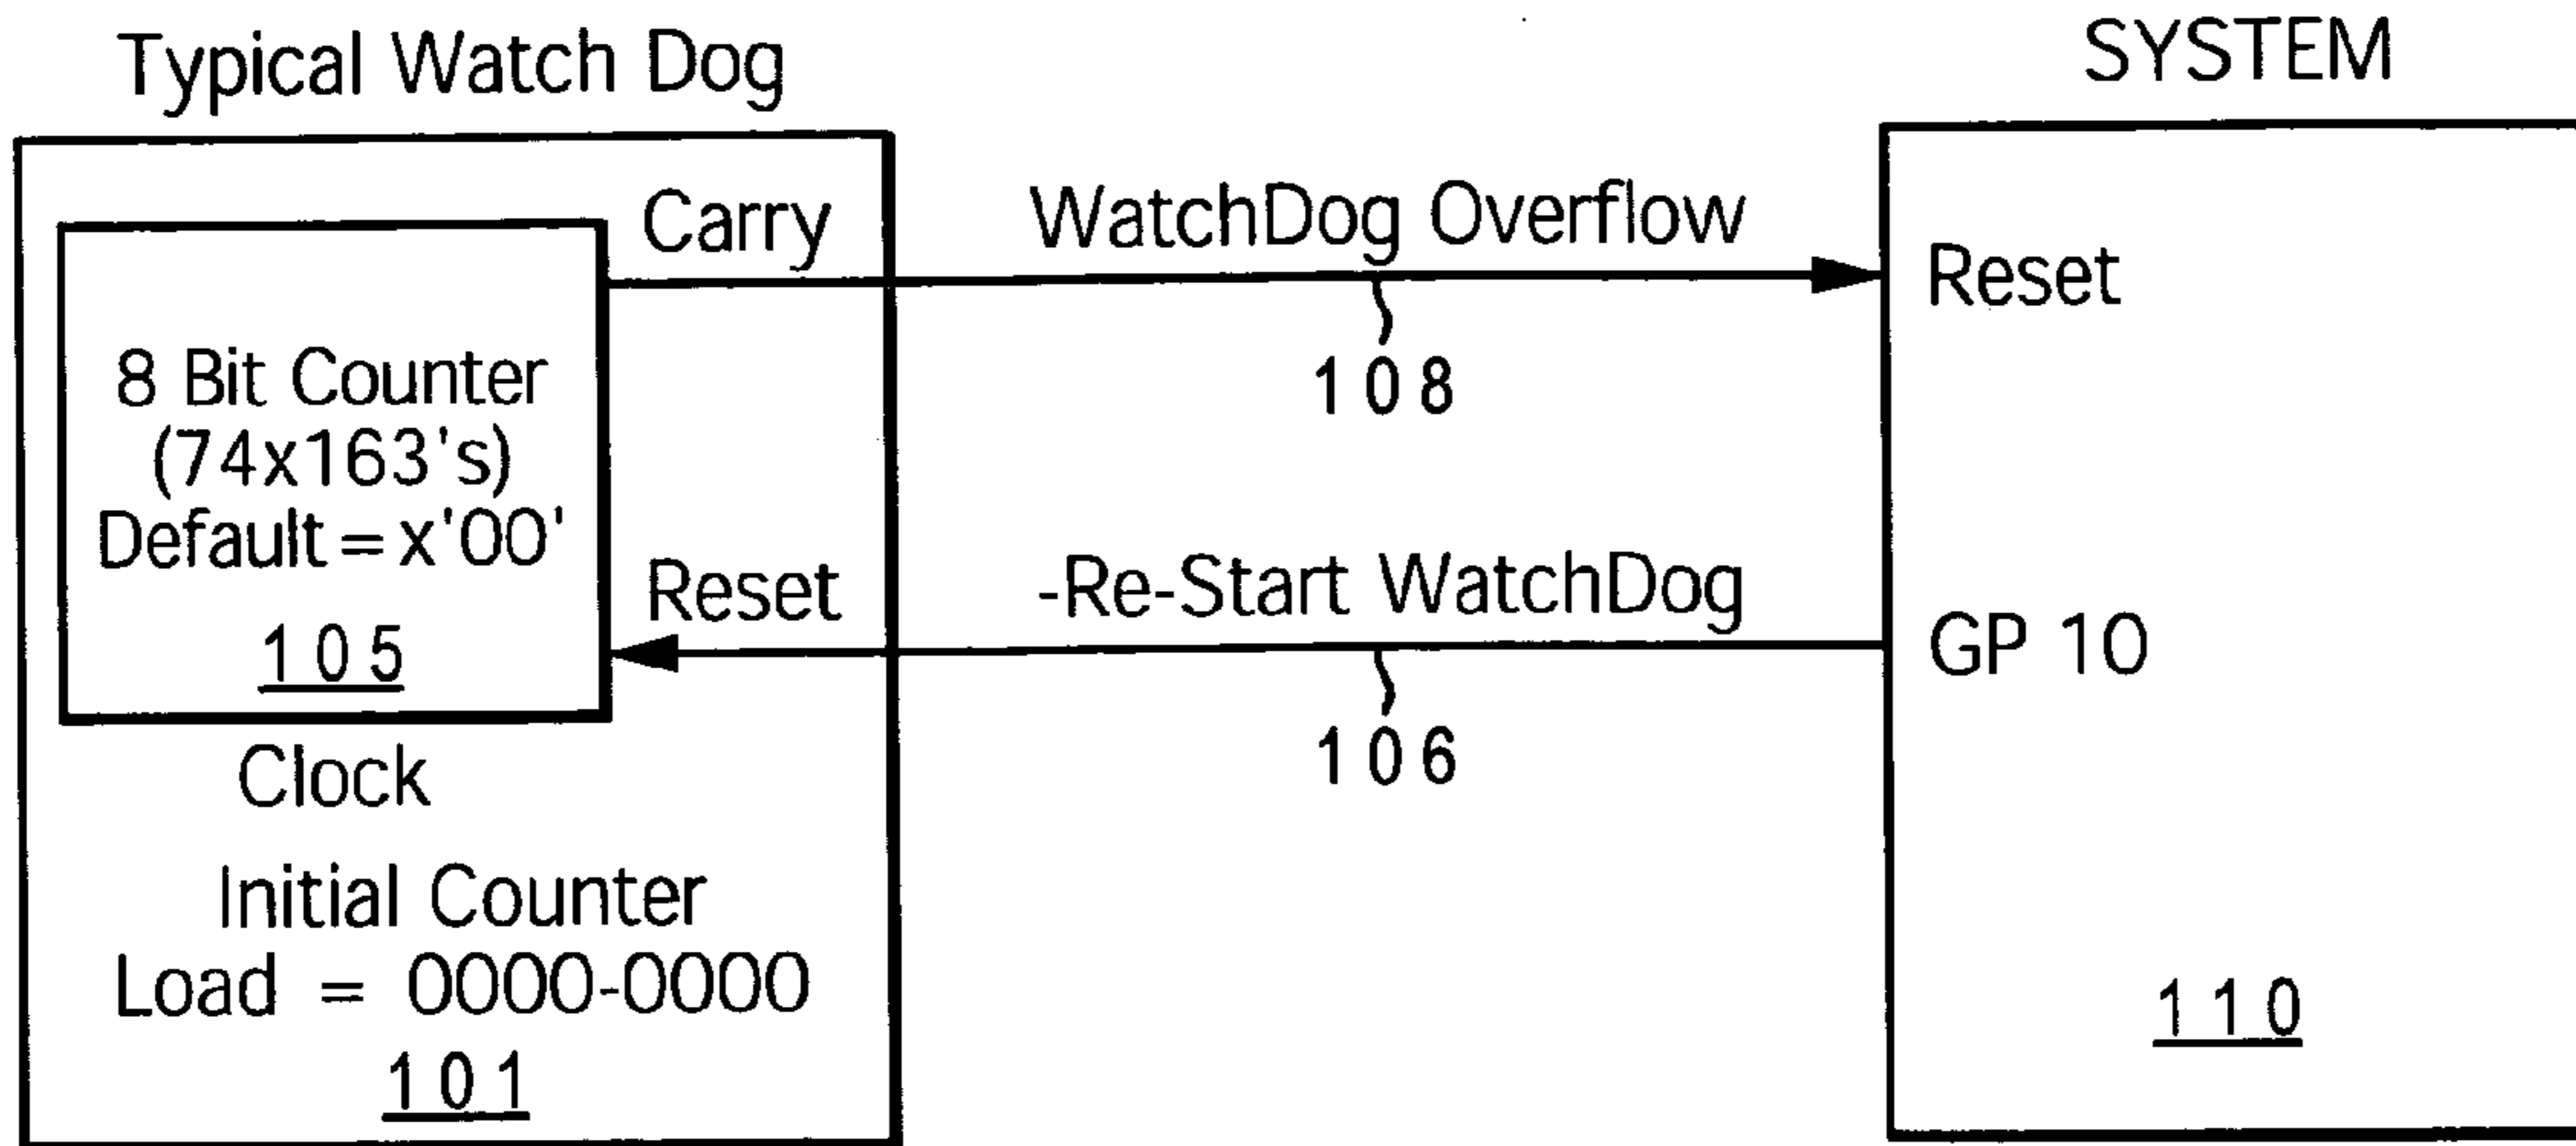 Typical Watch Dog
SYSTEM
Carry
WatchDog Overflow
Reset
108
8 Bit Counter
(74x163's)
Default = x'00'
105
Reset
-Re-Start WatchDog
GP 10
106
Clock
Initial Counter
Load = 0000-0000
101
110